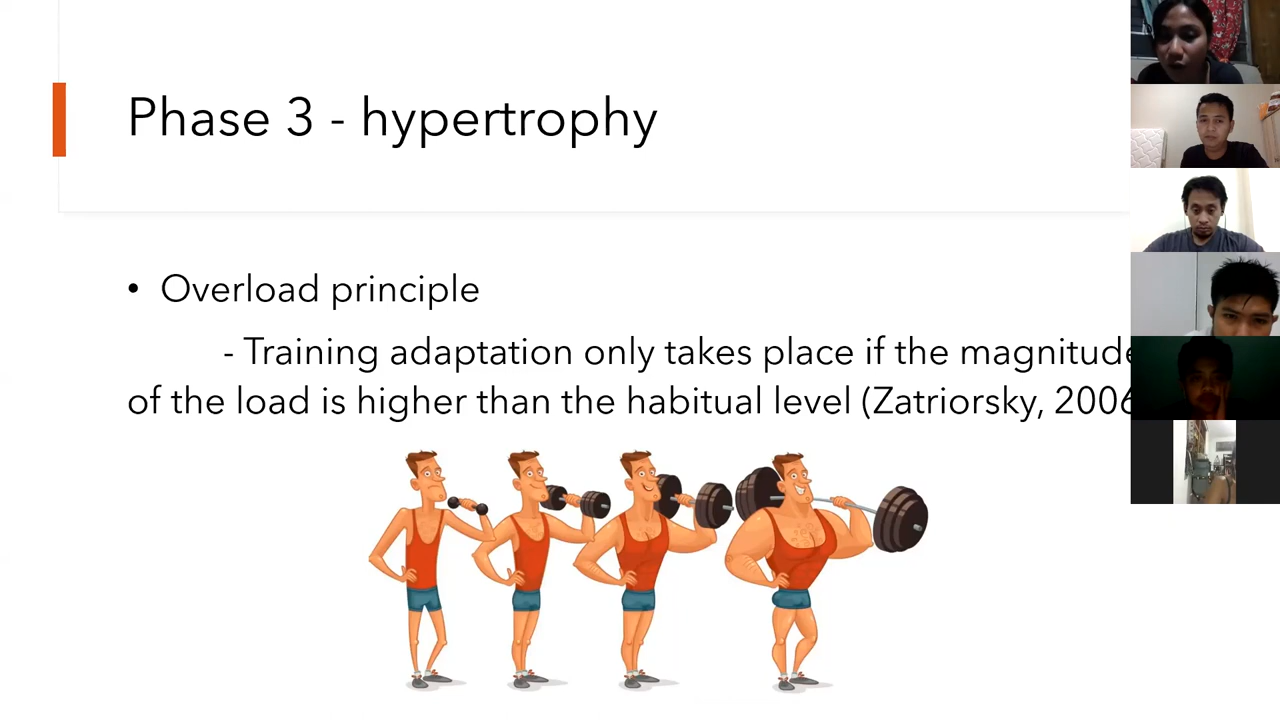 Phase 3 - hypertrophy
• Overload principle
- Training adaptation only takes place if the magnitude
of the load is higher than the habitual level (Zatriorsky, 2006